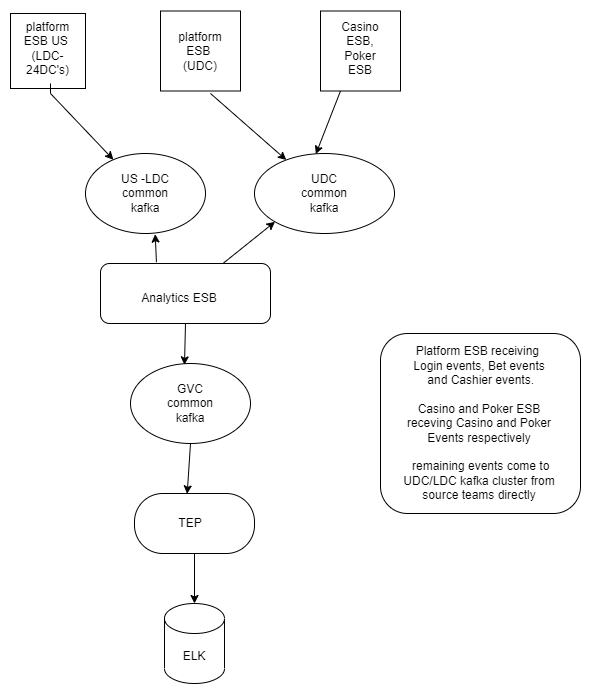 platform
ESB US
(LDC-
24DC's)
platform
ESB
(UDC)
Casino
ESB,
Poker
ESB
US -LDC
common
kafka
UDC
common
kafka
Analytics ESB
GVC
common
kafka
Platform ESB receiving
Login events, Bet events
and Cashier events.
Casino and Poker ESB
receving Casino and Poker
Events respectively
remaining events come to
UDC/LDC kafka cluster from
source teams directly
TEP
ELK